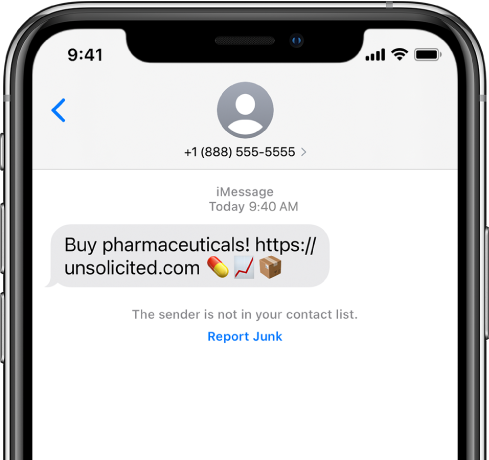 9:41
+1 (888) 555-5555
iMessage
Today 9:40 AM
Buy pharmaceuticals! https://
unsolicited.com 💊 📈 📦
The sender is not in your contact list.
Report Junk